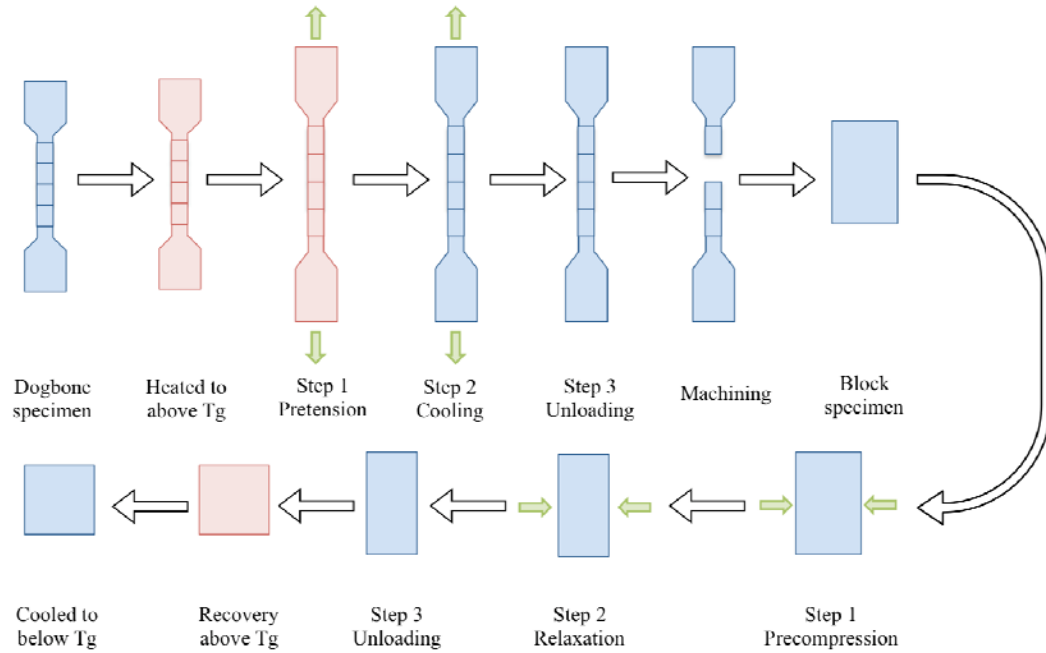 Dogbone
specimen
Heated to
above Tg
Step 1
Pretension
Step 2
Cooling
Step 3
Unloading
Machining
Block
specimen
Cooled to
below Tg
Recovery
above Tg
Step 3
Unloading
Step 2
Relaxation
Step 1
Precompression